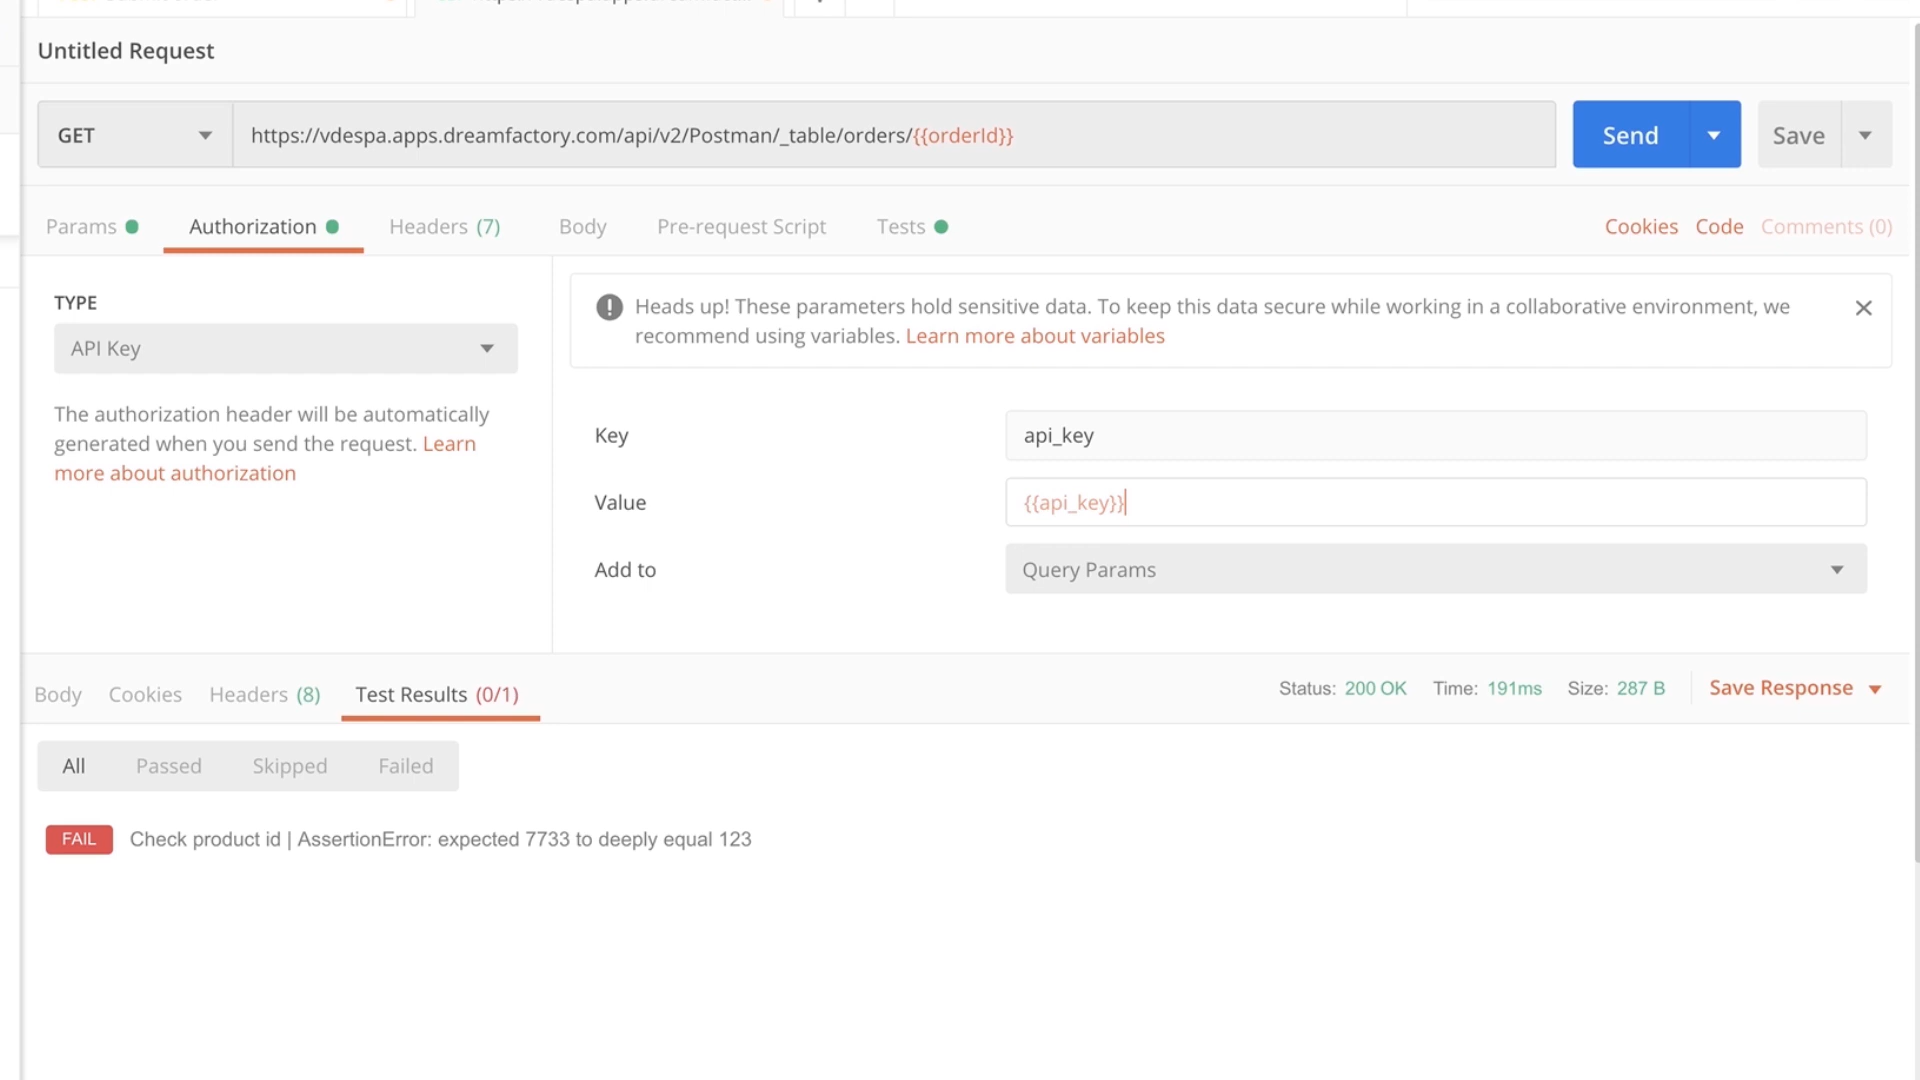 Untitled Request
GET
https://vdespa.apps.dreamfactory.com/api/v2/Postman/_table/orders/{{orderId}}
Send
Save
Params
Authorization
Headers (7)
Body
Pre-request Script
Tests
Cookies
Code
Comments (0)
TYPE
API Key
The authorization header will be automatically
generated when you send the request. Learn
more about authorization
Heads up! These parameters hold sensitive data. To keep this data secure while working in a collaborative environment, we
recommend using variables. Learn more about variables
Key
api_key
Value
{{api_key}}
Add to
Query Params
Body
Cookies
Headers (8)
Test Results (0/1)
Status: 200 OK
Time: 191ms
Size: 287 B
Save Response
All
Passed
Skipped
Failed
FAIL
Check product id | AssertionError: expected 7733 to deeply equal 123